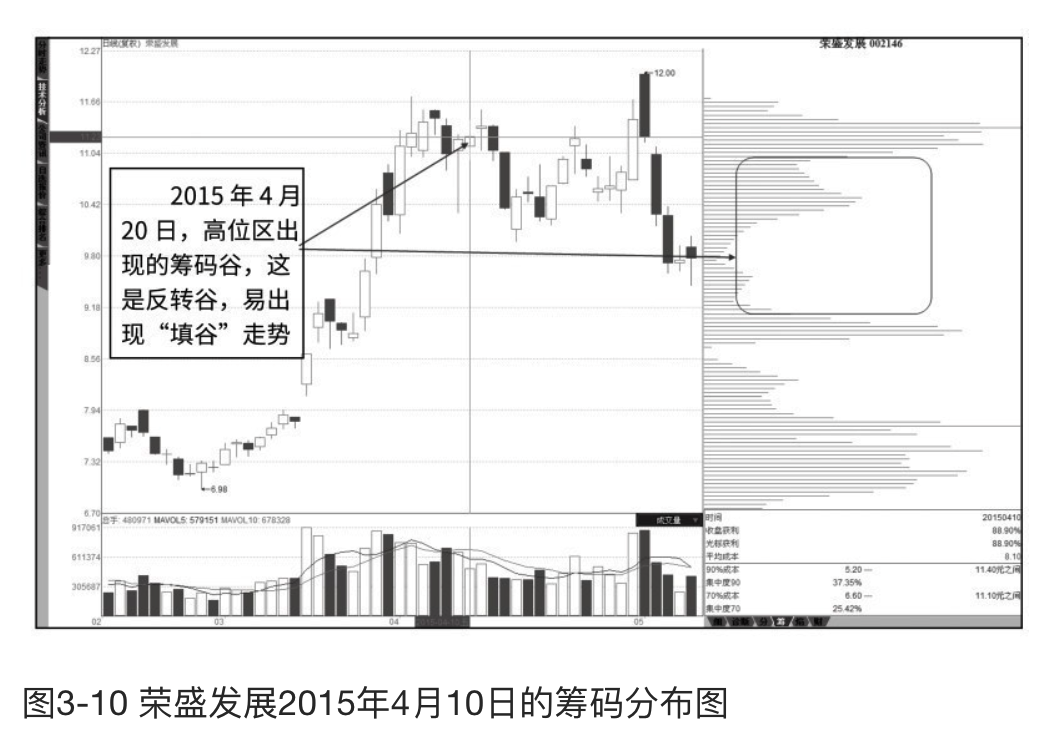 日线(复权) 荣盛发展
荣盛发展 002146
技术分析
12.27
11.66
11.04
10.42
9.80
9.18
8.56
7.94
7.32
6.70
12.00
6.98
2015 年 4 月
20 日，高位区出
现的筹码谷，这
是反转谷，易出
现“填谷”走势
总手: 480971 MAVOL5: 579151 MAVOL10: 678328
成交量
917061
611374
305687
02
03
04
05
时间 20150410
收盘获利 88.90%
光标获利 88.90%
平均成本 8.10
90%成本 5.20 — 11.40元之间
集中度90 37.35%
70%成本 6.60 — 11.10元之间
集中度70 25.42%
筹
图3-10 荣盛发展2015年4月10日的筹码分布图